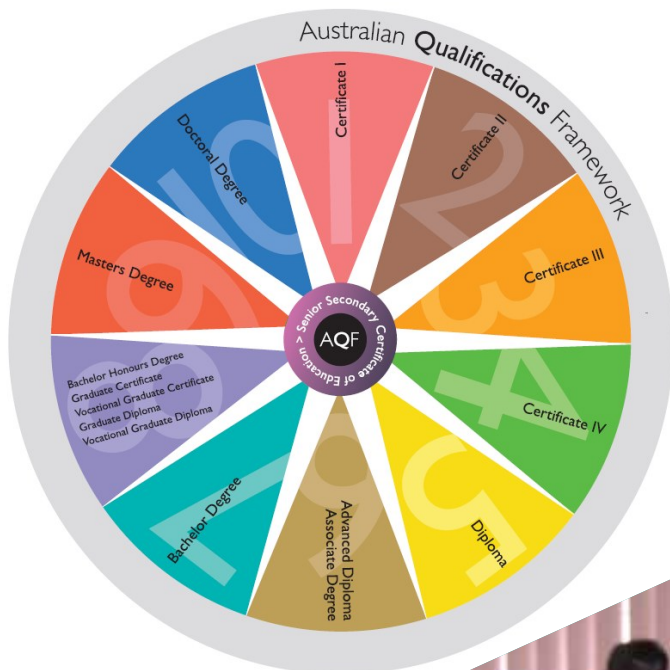 Australian Qualifications Framework
Certificate I
1
Certificate II
2
Certificate III
3
Certificate IV
4
Diploma
5
Advanced Diploma
Associate Degree
6
Bachelor Degree
7
Bachelor Honours Degree
Graduate Certificate
Vocational Graduate Certificate
Graduate Diploma
Vocational Graduate Diploma
8
Masters Degree
9
Doctoral Degree
10
Senior Secondary Certificate of Education >
AQF